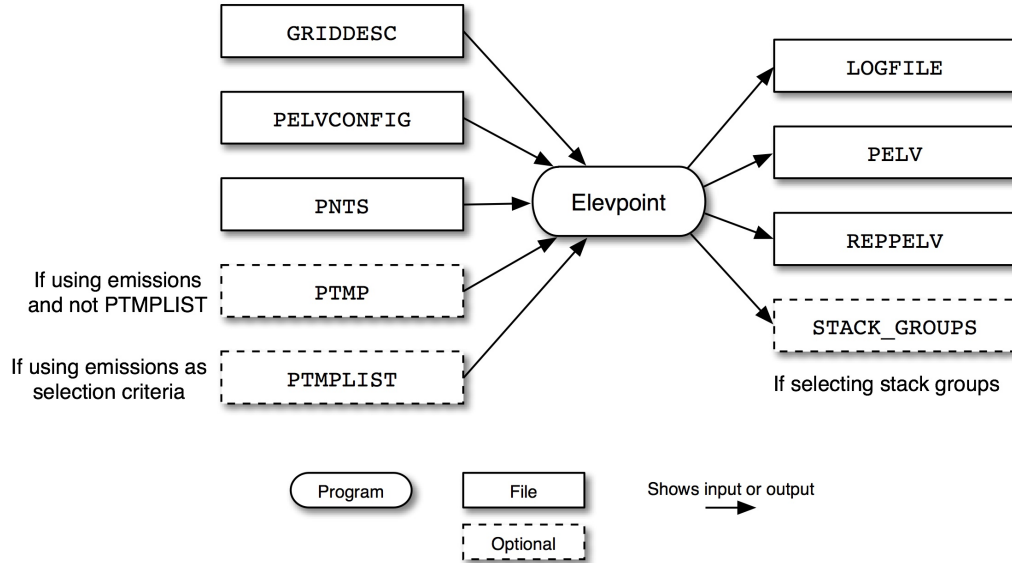 GRIDDESC
PELVCONFIG
PNTS
If using emissions
and not PTMPLIST
PTMP
If using emissions as
selection criteria
PTMPLIST
Elevpoint
LOGFILE
PELV
REPPELV
STACK_GROUPS
If selecting stack groups
Program
File
Optional
Shows input or output